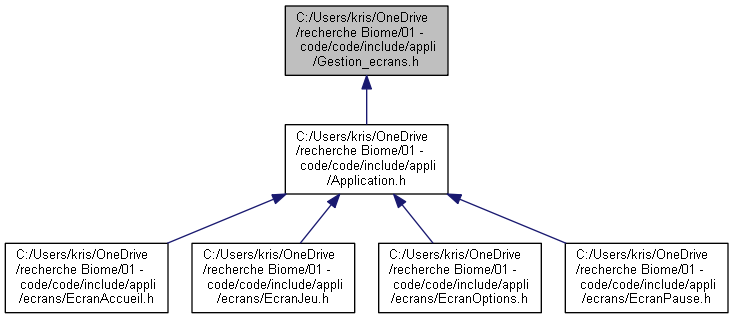 C:/Users/kris/OneDrive
/recherche Biome/01 -
code/code/include/appli
/Gestion_ecrans.h
C:/Users/kris/OneDrive
/recherche Biome/01 -
code/code/include/appli
/Application.h
C:/Users/kris/OneDrive
/recherche Biome/01 -
code/code/include/appli
/ecrans/EcranAccueil.h
C:/Users/kris/OneDrive
/recherche Biome/01 -
code/code/include/appli
/ecrans/EcranJeu.h
C:/Users/kris/OneDrive
/recherche Biome/01 -
code/code/include/appli
/ecrans/EcranOptions.h
C:/Users/kris/OneDrive
/recherche Biome/01 -
code/code/include/appli
/ecrans/EcranPause.h